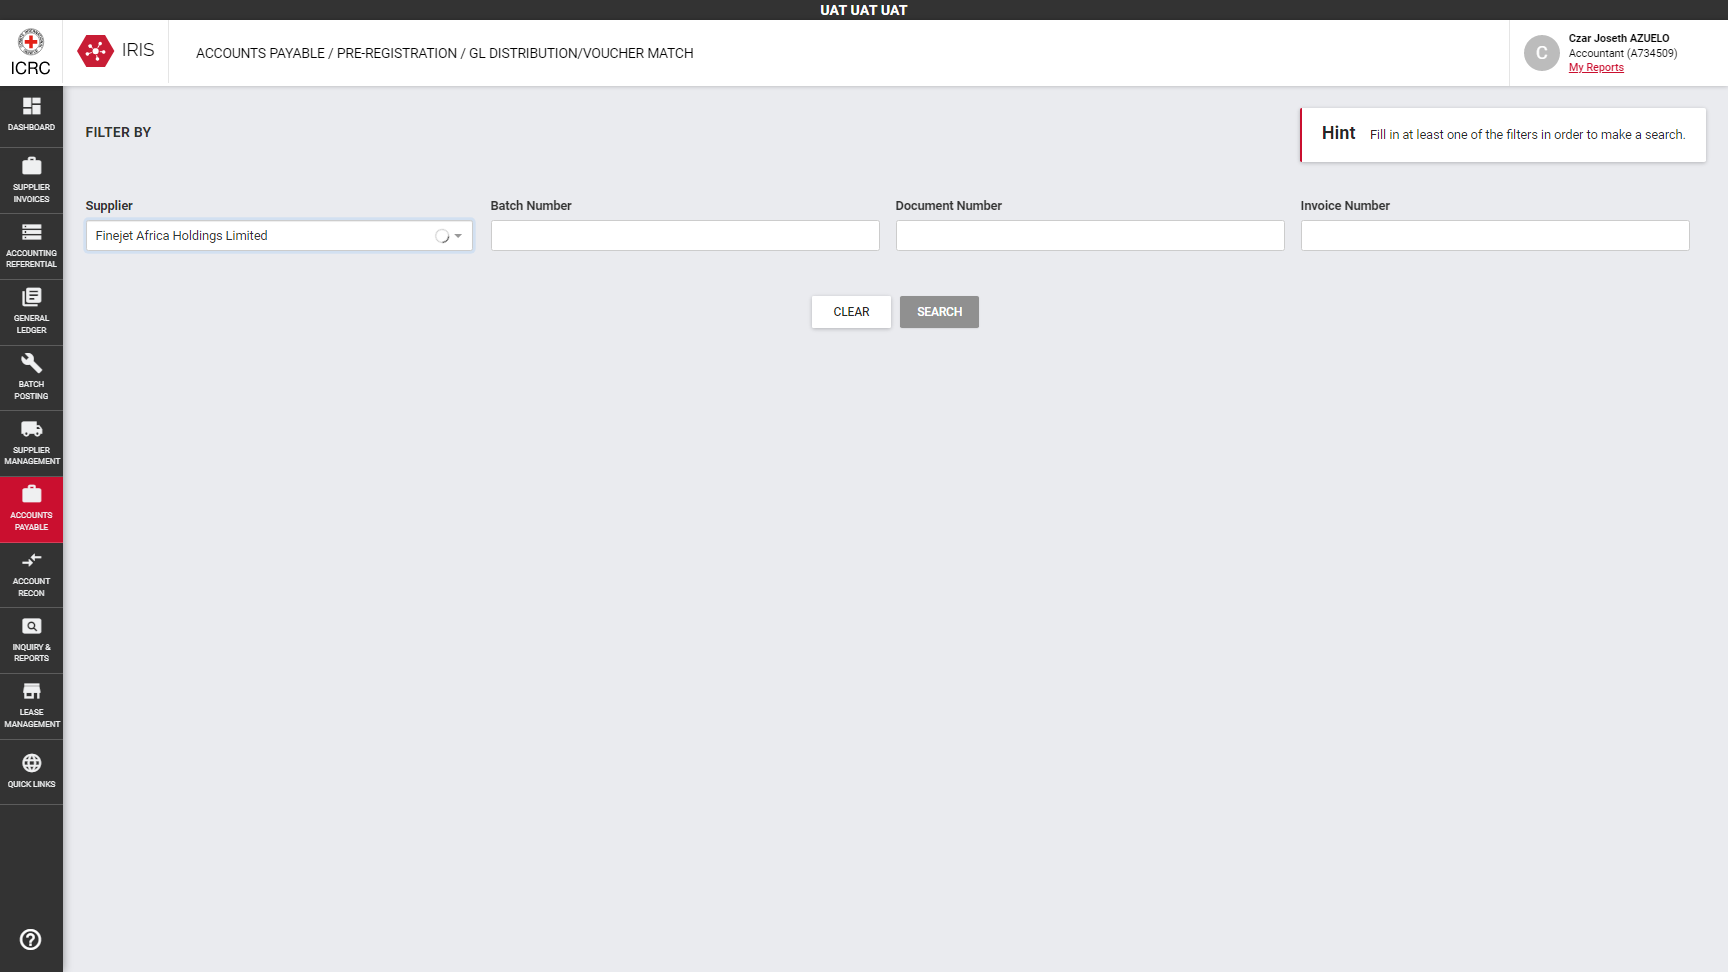 UAT UAT UAT
ICRC
IRIS
ACCOUNTS PAYABLE / PRE-REGISTRATION / GL DISTRIBUTION/VOUCHER MATCH
C
Czar Joseth AZUELO
Accountant (A734509)
My Reports
DASHBOARD
SUPPLIER
INVOICES
ACCOUNTING
REFERENTIAL
GENERAL
LEDGER
BATCH
POSTING
SUPPLIER
MANAGEMENT
ACCOUNTS
PAYABLE
ACCOUNT
RECON
INQUIRY &
REPORTS
LEASE
MANAGEMENT
QUICK LINKS
FILTER BY
Hint Fill in at least one of the filters in order to make a search.
Supplier
Finejet Africa Holdings Limited
Batch Number
Document Number
Invoice Number
CLEAR
SEARCH